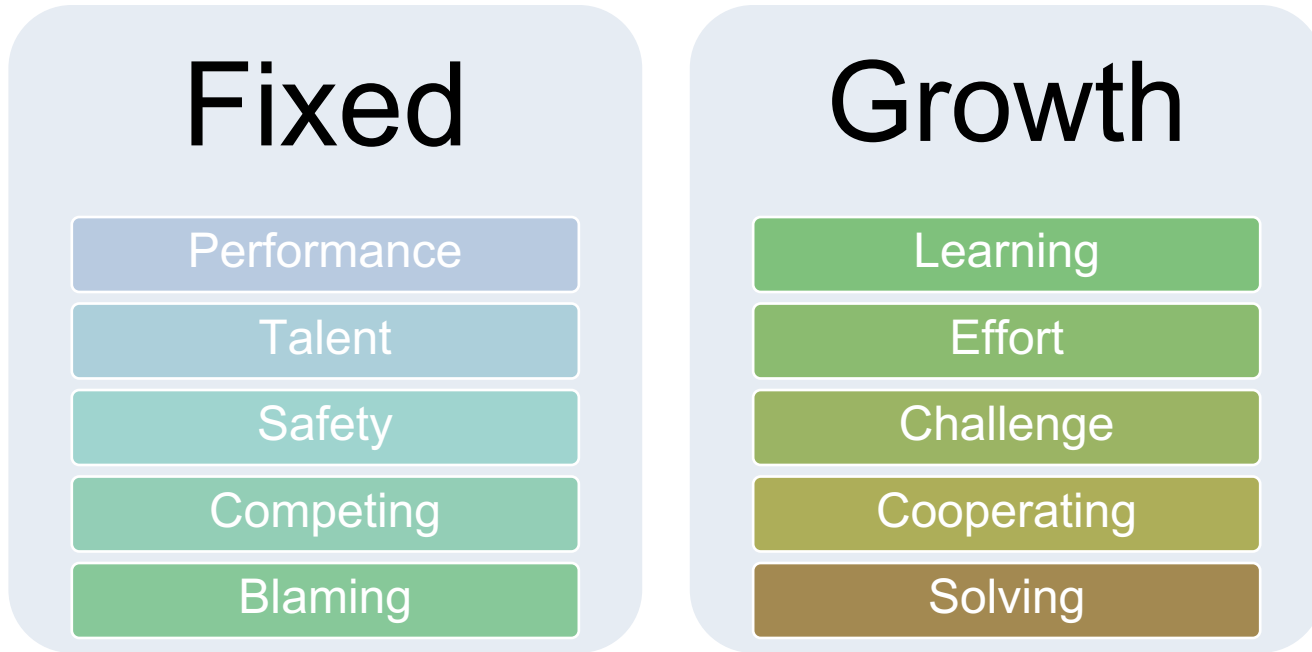 Fixed
Performance
Talent
Safety
Competing
Blaming
Growth
Learning
Effort
Challenge
Cooperating
Solving